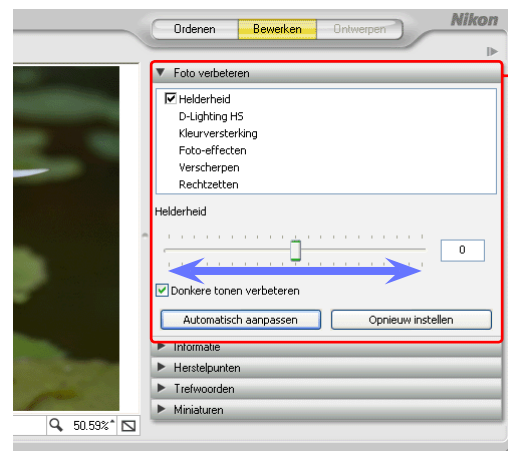 Ordenen Bewerken Ontwerpen Nikon
Foto verbeteren
Helderheid
D-Lighting HS
Kleurversterking
Foto-effecten
Verscherpen
Rechtzetten
Helderheid
0
Donkere tonen verbeteren
Automatisch aanpassen Opnieuw instellen
Informatie
Herstelpunten
Trefwoorden
Miniaturen
50.59%